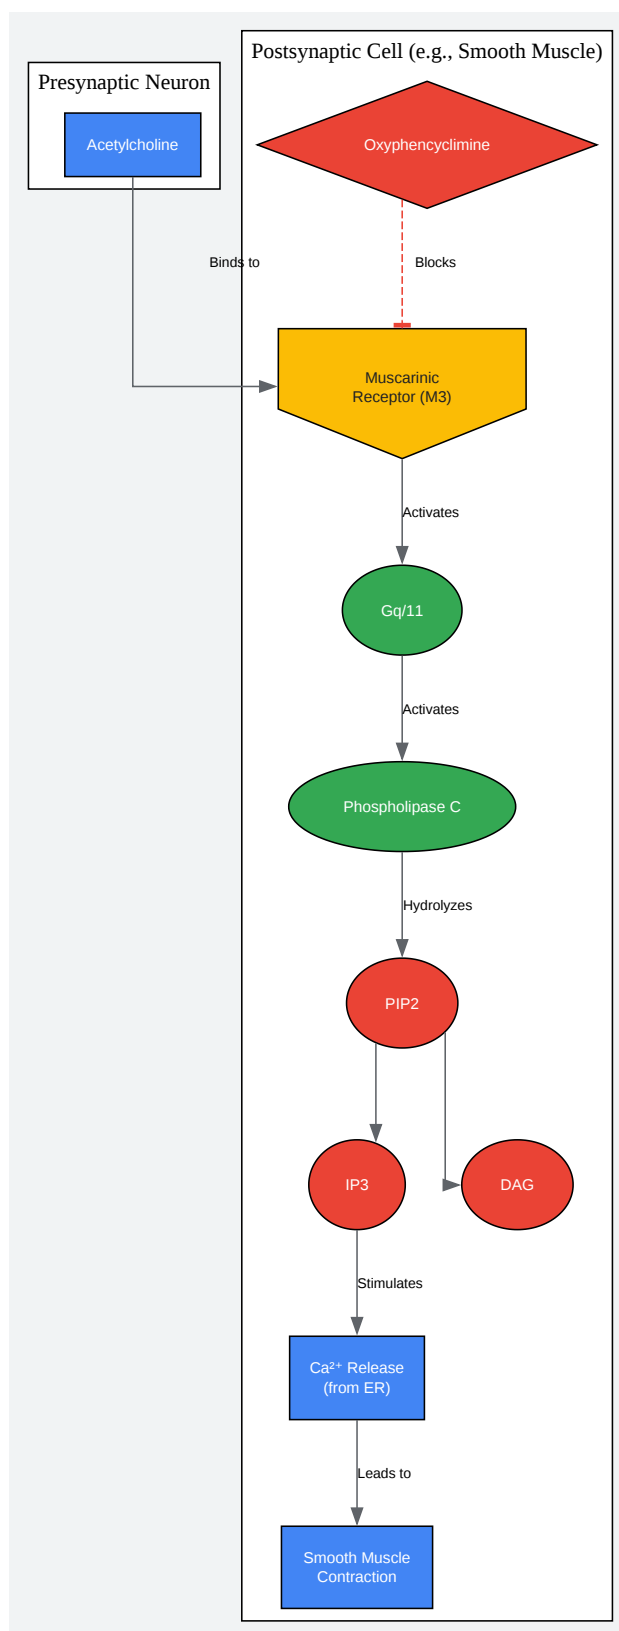 Postsynaptic Cell (e.g., Smooth Muscle)
Presynaptic Neuron
Acetylcholine
Oxyphencyclimine
Binds to
Blocks
Muscarinic
Receptor (M3)
Activates
Gq/11
Activates
Phospholipase C
Hydrolyzes
PIP2
IP3
DAG
Stimulates
Ca²⁺ Release
(from ER)
Leads to
Smooth Muscle
Contraction